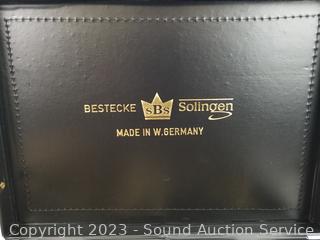 BESTECKE SBS Solingen
MADE IN W.GERMANY
Copyright © 2023 - Sound Auction Service